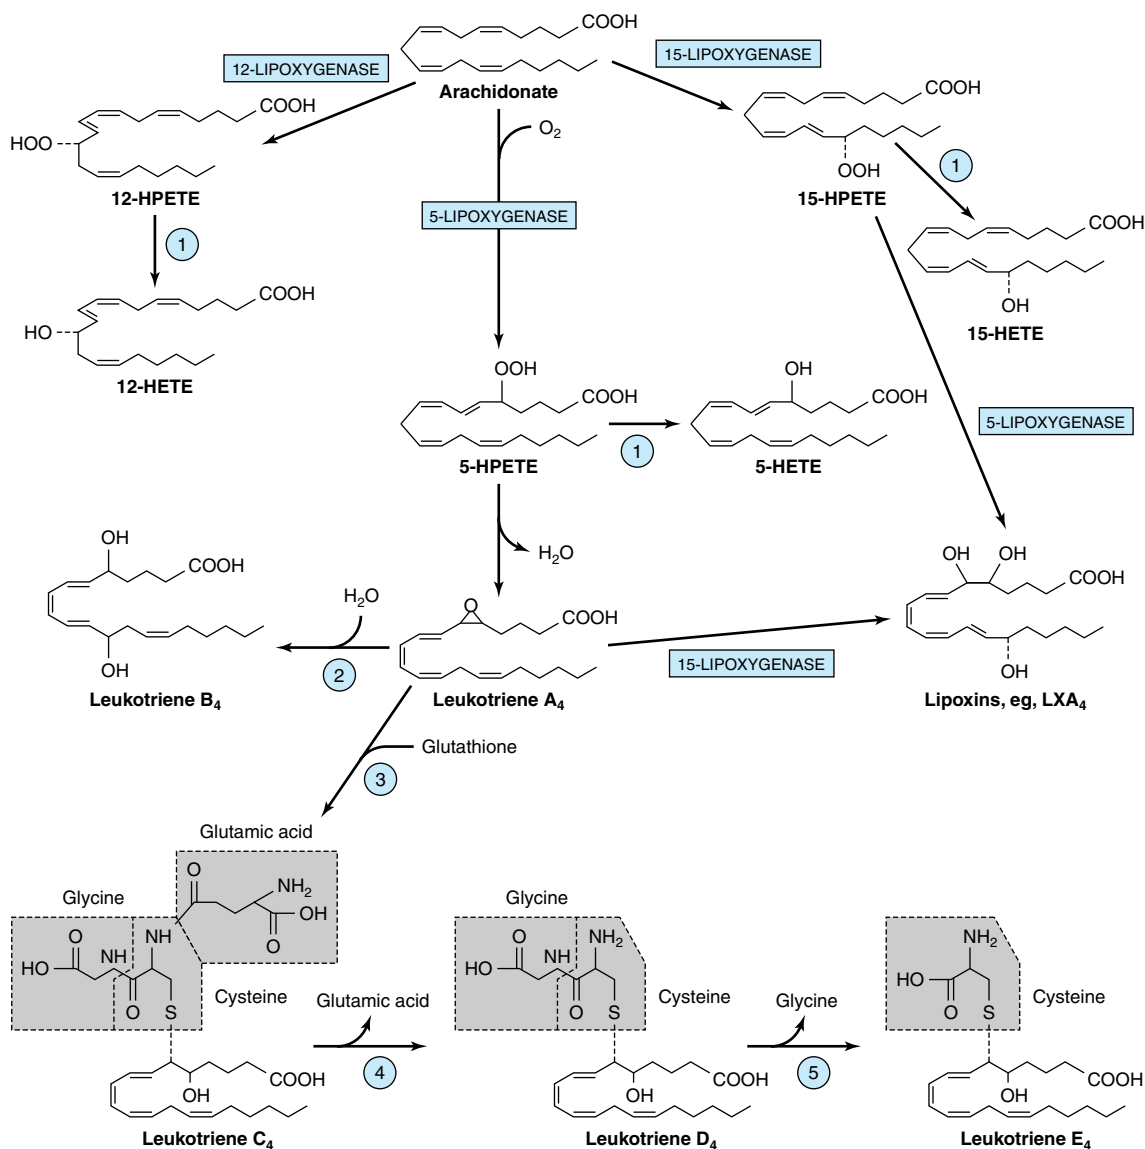 COOH
12-LIPOXYGENASE
15-LIPOXYGENASE
Arachidonate
COOH
HOO
12-HPETE
O2
COOH
OOH
15-HPETE
1
1
5-LIPOXYGENASE
COOH
OH
15-HETE
COOH
HO
12-HETE
OOH
COOH
5-HPETE
1
OH
COOH
5-HETE
5-LIPOXYGENASE
H2O
OH
COOH
OH
Leukotriene B4
H2O
2
O
COOH
Leukotriene A4
15-LIPOXYGENASE
OH
OH
COOH
OH
Lipoxins, eg, LXA4
Glutathione
3
Glutamic acid
O
NH2
OH
O
Glycine
O
HO
NH
NH
O
S
Cysteine
COOH
OH
Leukotriene C4
Glutamic acid
4
Glycine
O
HO
NH
NH2
O
S
Cysteine
COOH
OH
Leukotriene D4
Glycine
5
NH2
HO
O
S
Cysteine
COOH
OH
Leukotriene E4